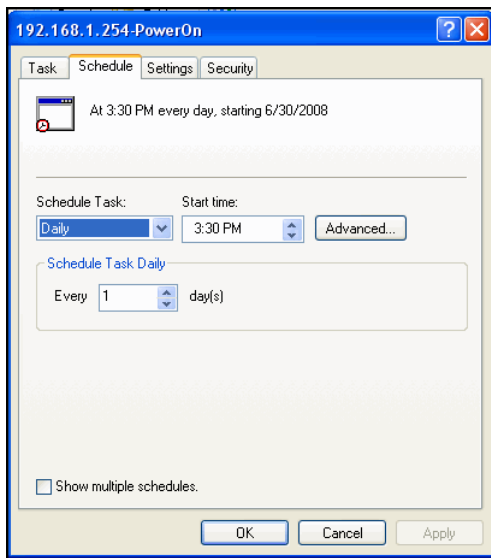 192.168.1.254-PowerOn
Task Schedule Settings Security
At 3:30 PM every day, starting 6/30/2008
Schedule Task: Start time:
Daily 3:30 PM Advanced...
Schedule Task Daily
Every 1 day(s)
Show multiple schedules.
OK Cancel Apply